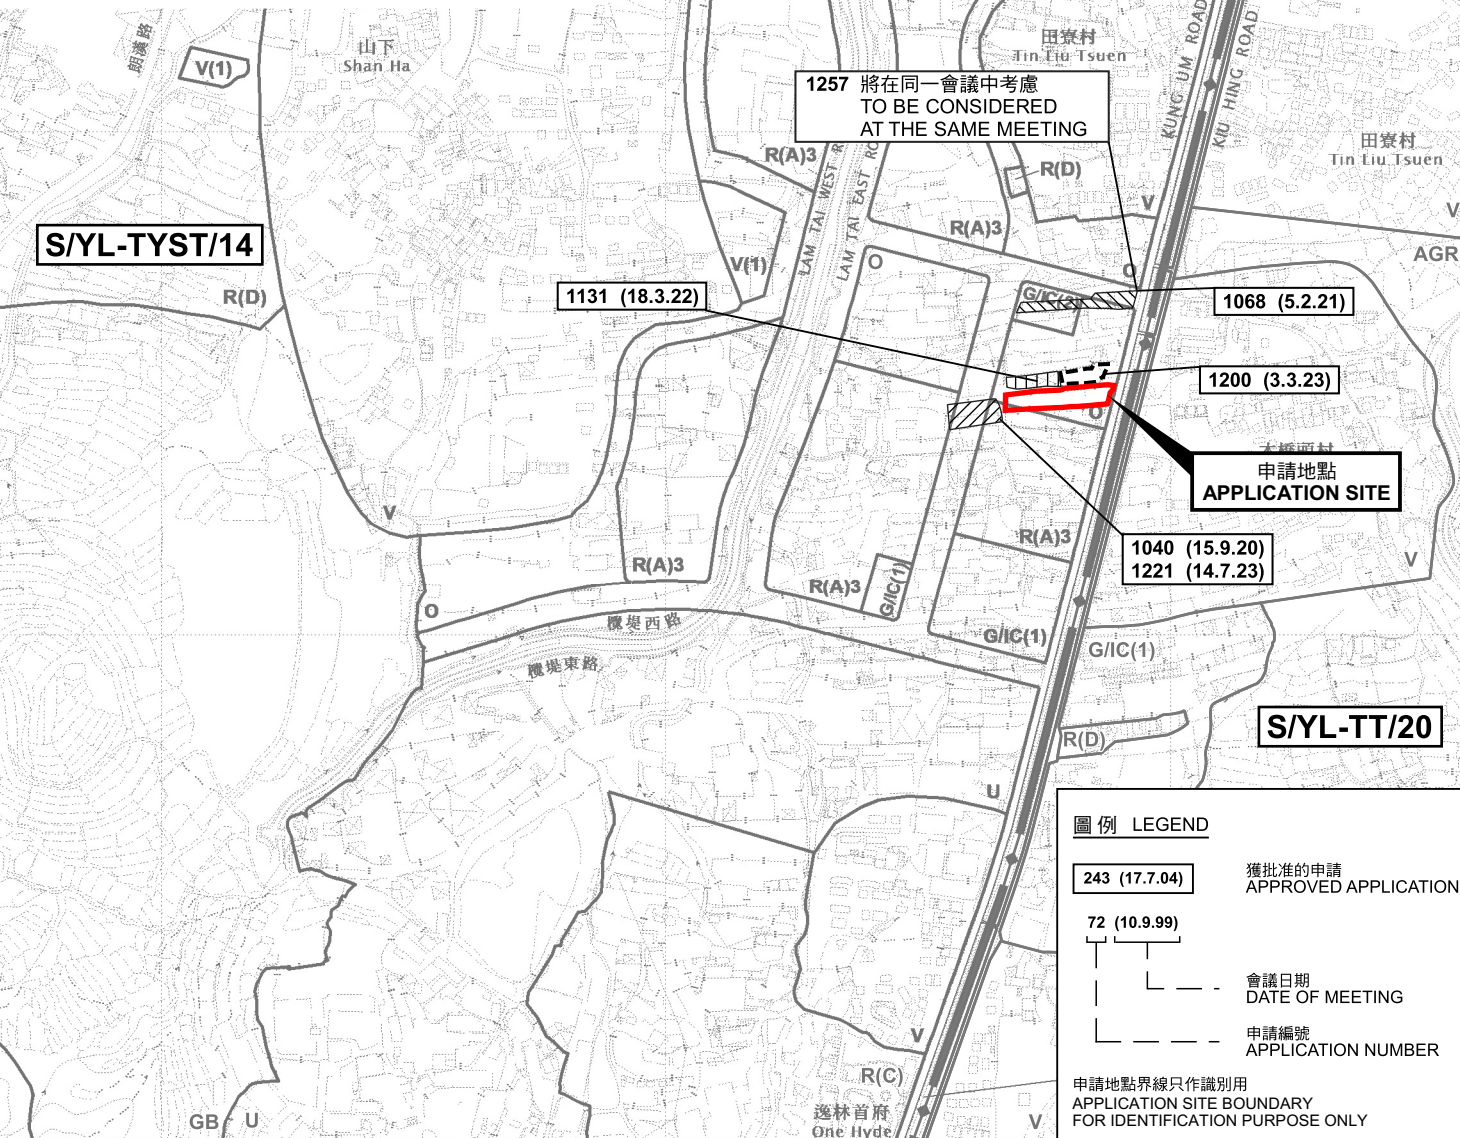 朗漢路
V(1)
山下
Shan Ha
田寮村
Tin Liu Tsuen
KUNG UM ROAD
KIU HING ROAD
1257 將在同一會議中考慮
TO BE CONSIDERED
AT THE SAME MEETING
田寮村
Tin Liu Tsuen
R(A)3
R(D)
LAM TAI WEST R
LAM TAI EAST RO
V
V
R(A)3
S/YL-TYST/14
AGR
V(1)
O
O
R(D)
1131 (18.3.22)
G/IC(2)
1068 (5.2.21)
1200 (3.3.23)
O
木橋頭村
申請地點
APPLICATION SITE
V
R(A)3
1040 (15.9.20)
1221 (14.7.23)
V
R(A)3
R(A)3
G/IC(1)
O
欖堤西路
G/IC(1)
G/IC(1)
欖堤東路
S/YL-TT/20
R(D)
U
圖例 LEGEND
243 (17.7.04)
獲批准的申請
APPROVED APPLICATION
72 (10.9.99)
會議日期
DATE OF MEETING
申請編號
APPLICATION NUMBER
V
R(C)
申請地點界線只作識別用
APPLICATION SITE BOUNDARY
FOR IDENTIFICATION PURPOSE ONLY
GB
U
逸林首府
One Hyde
V